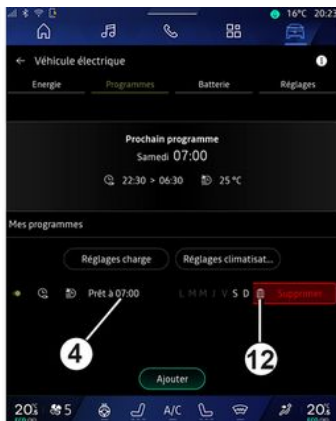 16°C 20:23
Véhicule électrique
Energie Programmes Batterie Réglages
Prochain programme
Samedi 07:00
22:30 > 06:30 25 °C
Mes programmes
Réglages charge Réglages climatisat...
Prêt à 07:00 L M M J V S D Supprimer
4 12
Ajouter
20 5 A/C 20